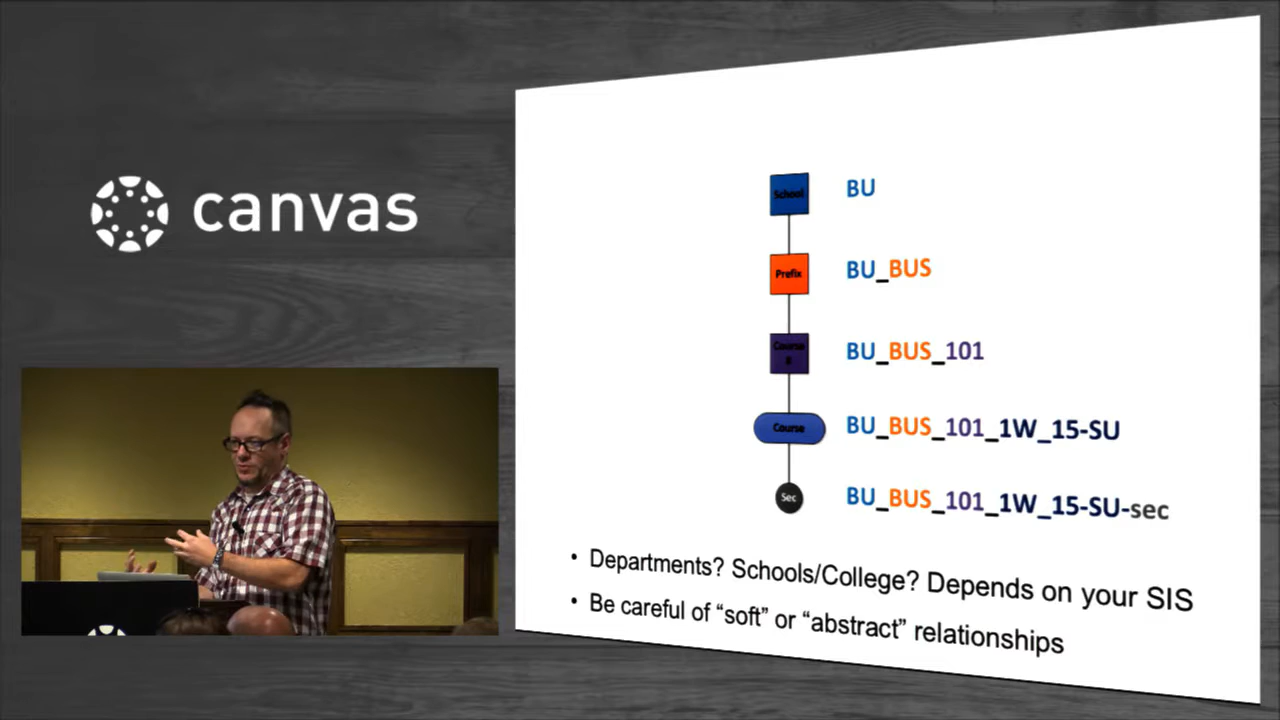 canvas
School
BU
Prefix
BU_BUS
Course
#
BU_BUS_101
Course
BU_BUS_101_1W_15-SU
Sec
BU_BUS_101_1W_15-SU-sec
• Departments? Schools/College? Depends on your SIS
• Be careful of “soft” or “abstract” relationships